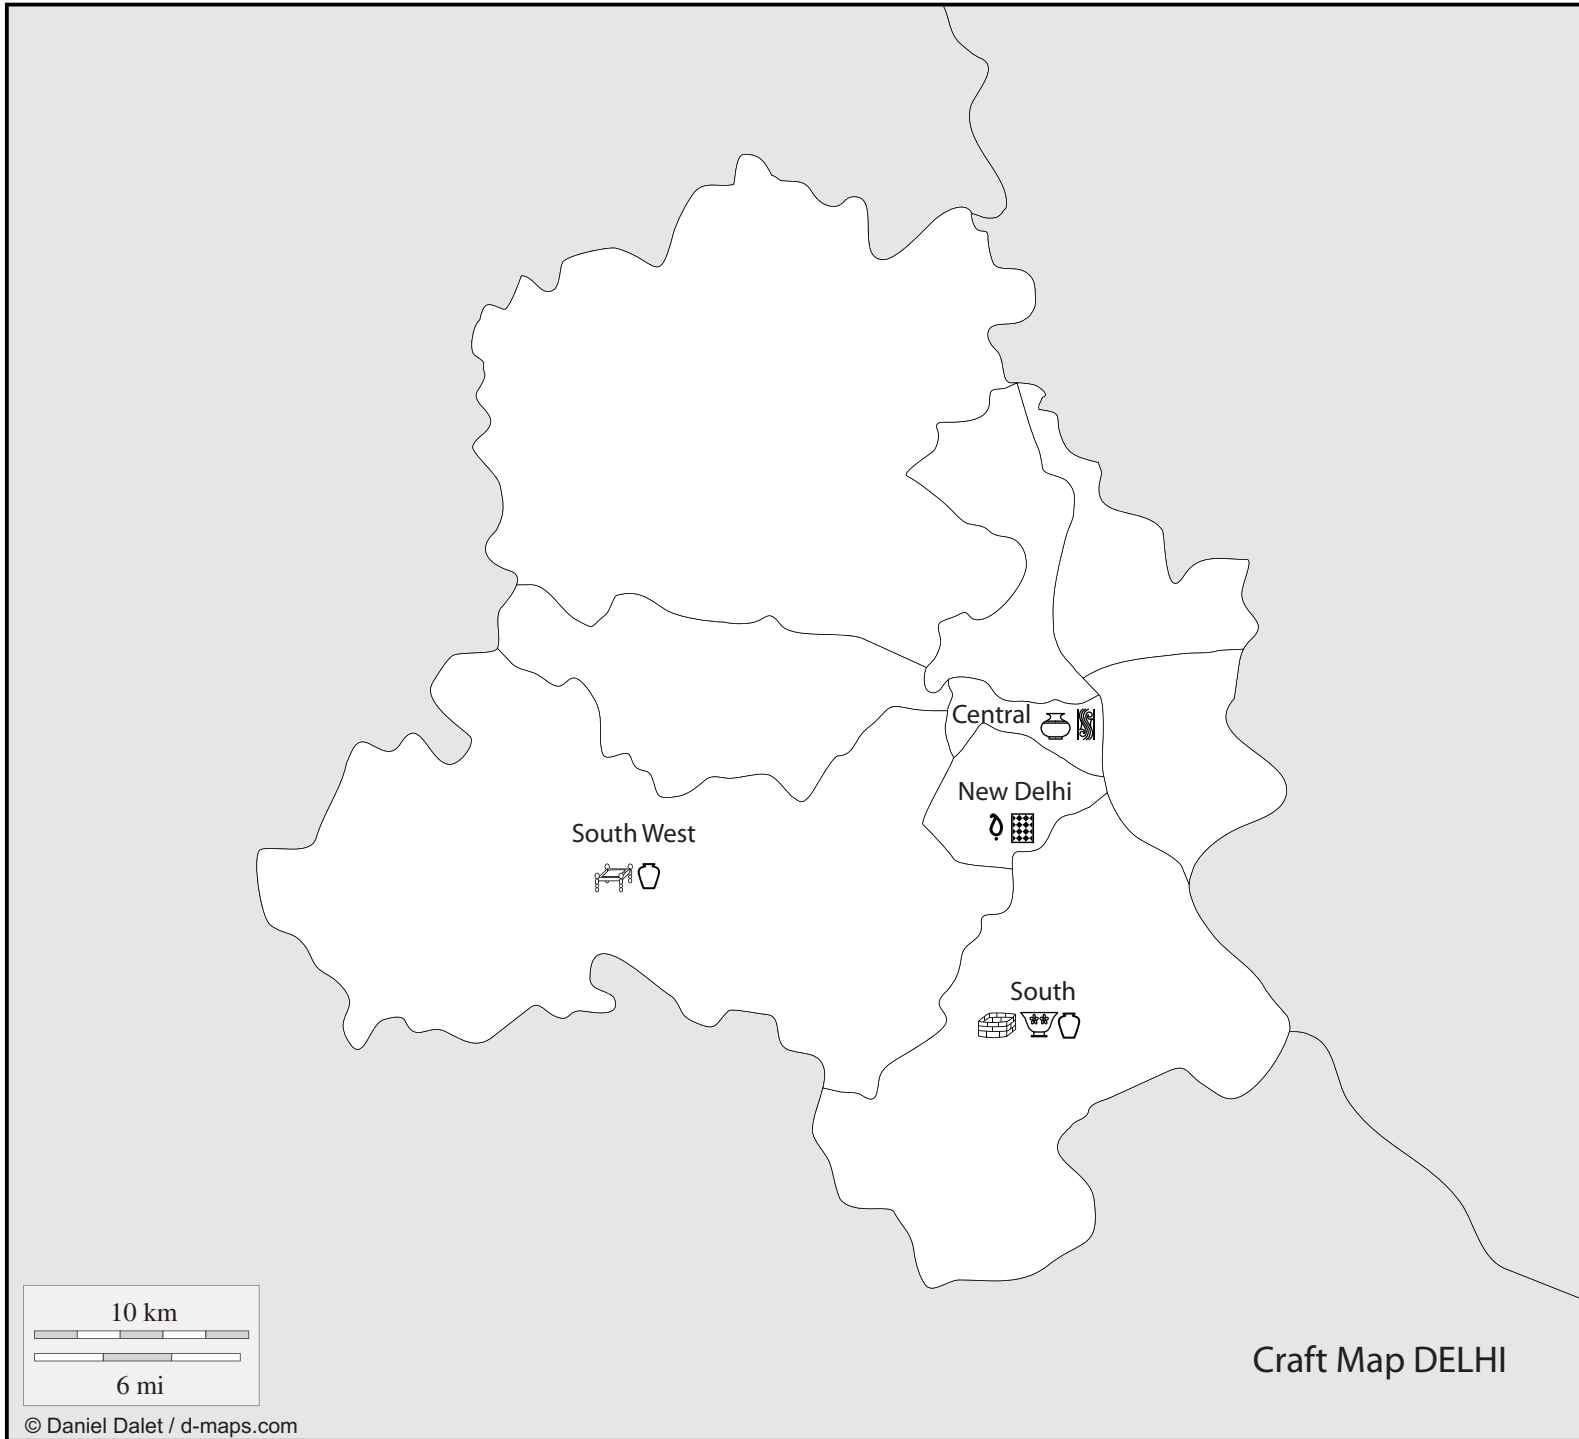 Central
New Delhi
South West
South
10 km
6 mi
Craft Map DELHI
© Daniel Dalet / d-maps.com